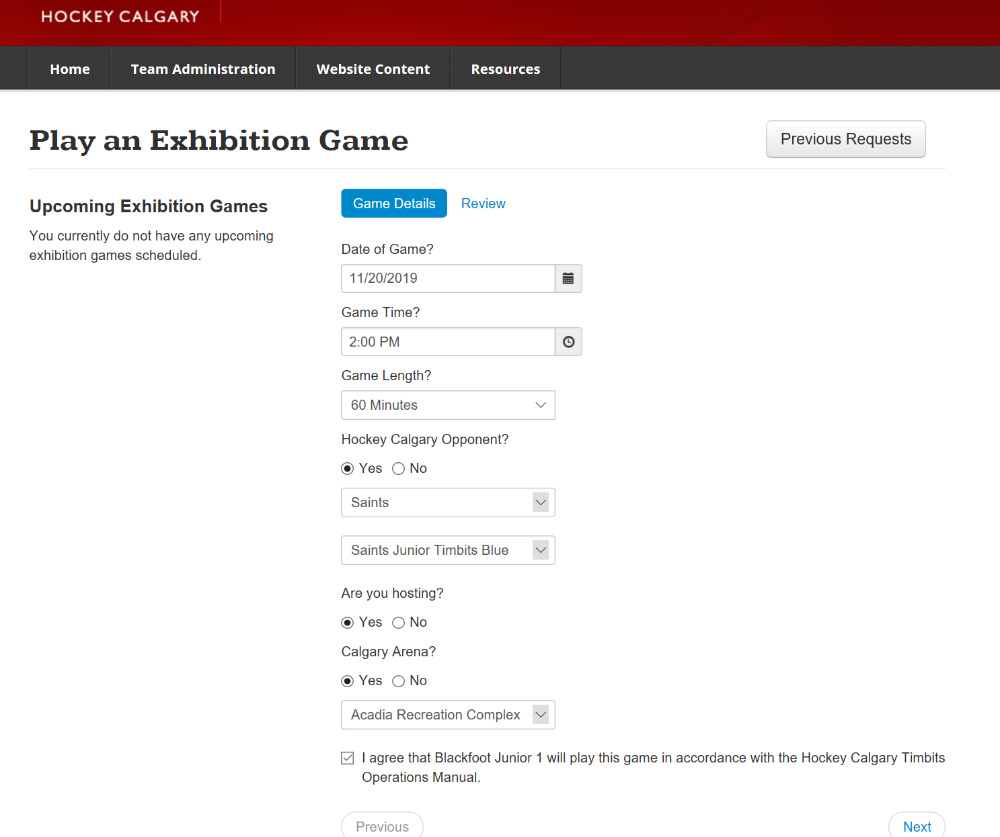 HOCKEY CALGARY
Home Team Administration Website Content Resources
Play an Exhibition Game
Previous Requests
Upcoming Exhibition Games
You currently do not have any upcoming
exhibition games scheduled.
Game Details Review
Date of Game?
11/20/2019
Game Time?
2:00 PM
Game Length?
60 Minutes
Hockey Calgary Opponent?
Yes No
Saints
Saints Junior Timbits Blue
Are you hosting?
Yes No
Calgary Arena?
Yes No
Acadia Recreation Complex
I agree that Blackfoot Junior 1 will play this game in accordance with the Hockey Calgary Timbits
Operations Manual.
Previous Next